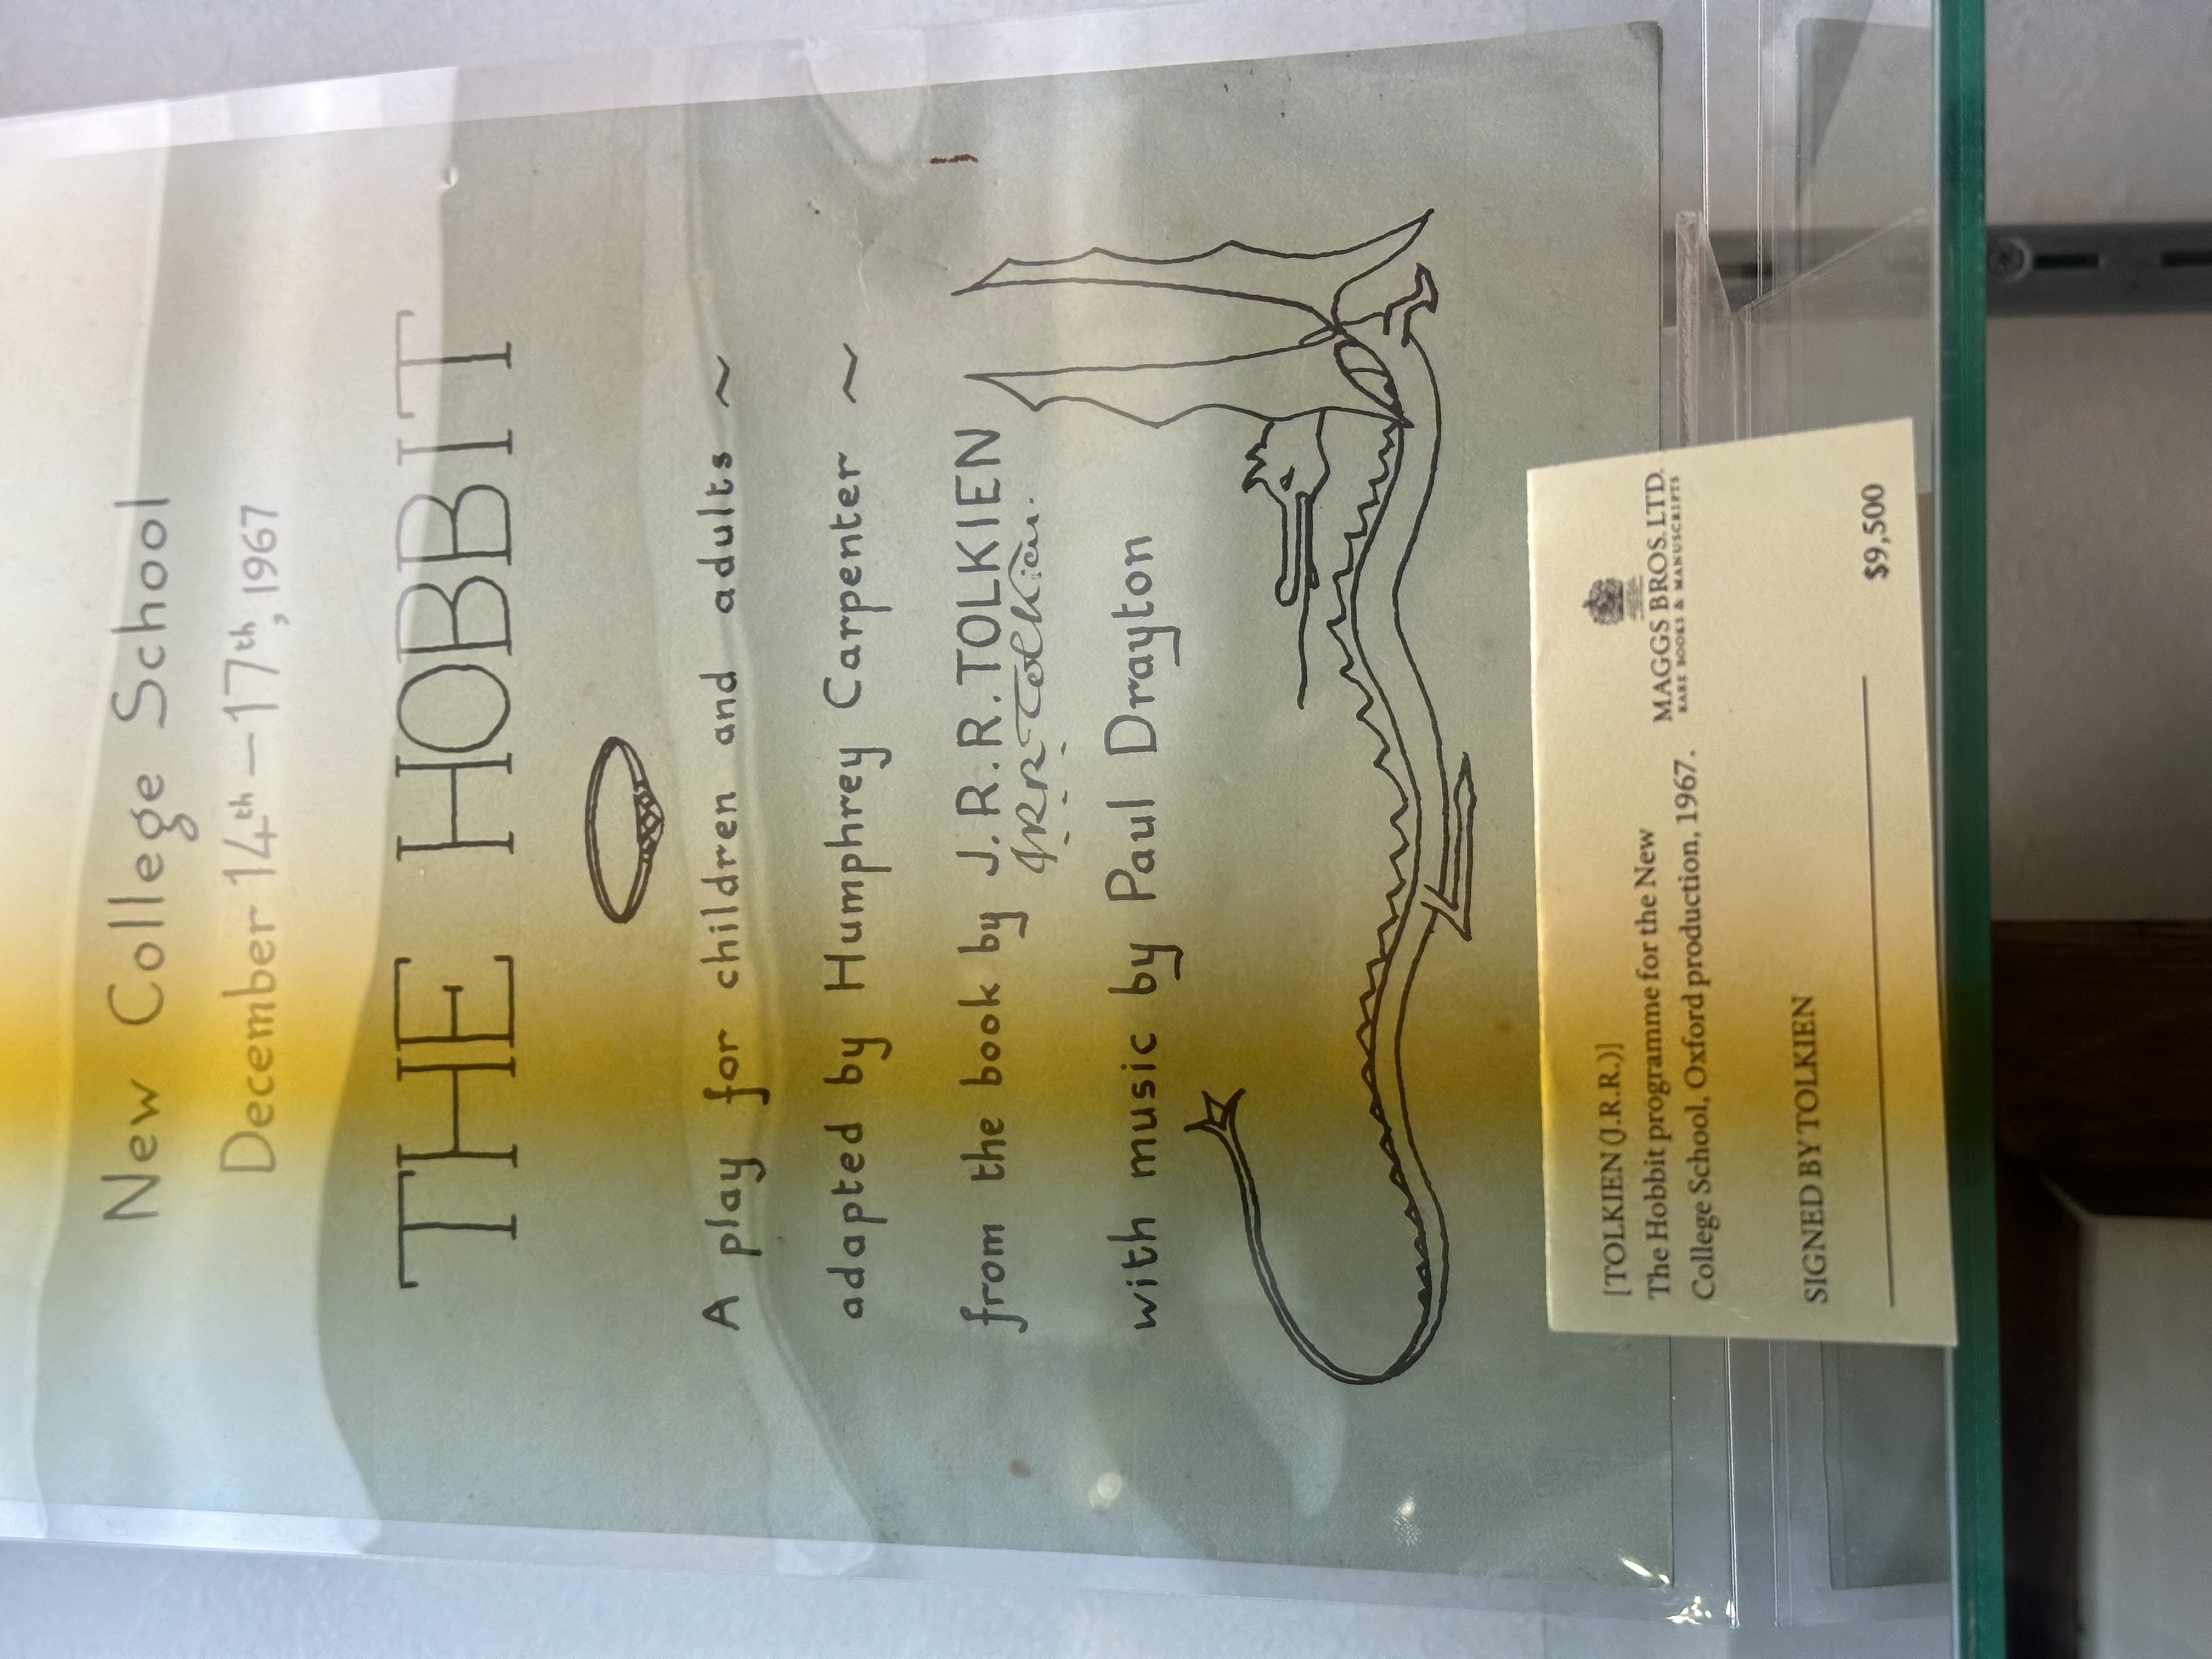 New College School
December 14th — 17th, 1967
THE HOBBIT
A play for children and adults ~
adapted by Humphrey Carpenter ~
from the book by J.R.R. TOLKIEN
J.R.R. Tolkien.
with music by Paul Drayton
[TOLKIEN (J.R.R.)]
The Hobbit programme for the New
College School, Oxford production, 1967.
MAGGS BROS. LTD.
RARE BOOKS & MANUSCRIPTS
SIGNED BY TOLKIEN
$9,500